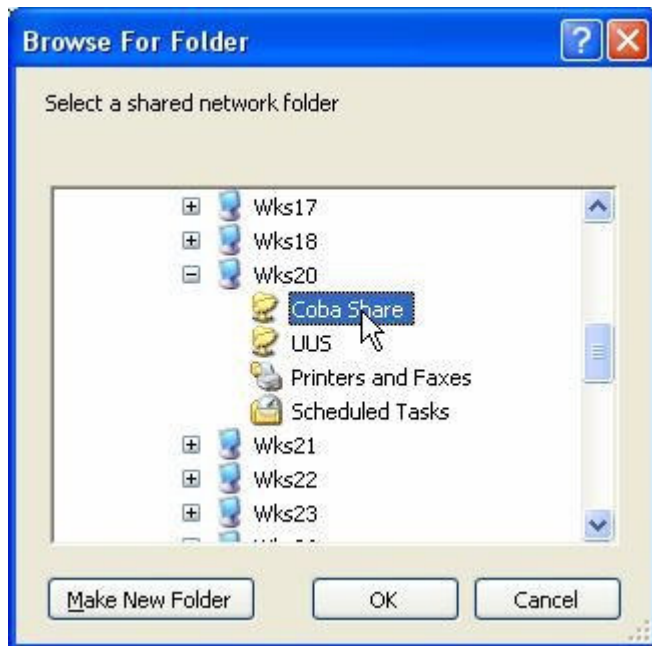 Browse For Folder
Select a shared network folder
Wks17
Wks18
Wks20
Coba Share
UUS
Printers and Faxes
Scheduled Tasks
Wks21
Wks22
Wks23
Make New Folder
OK
Cancel